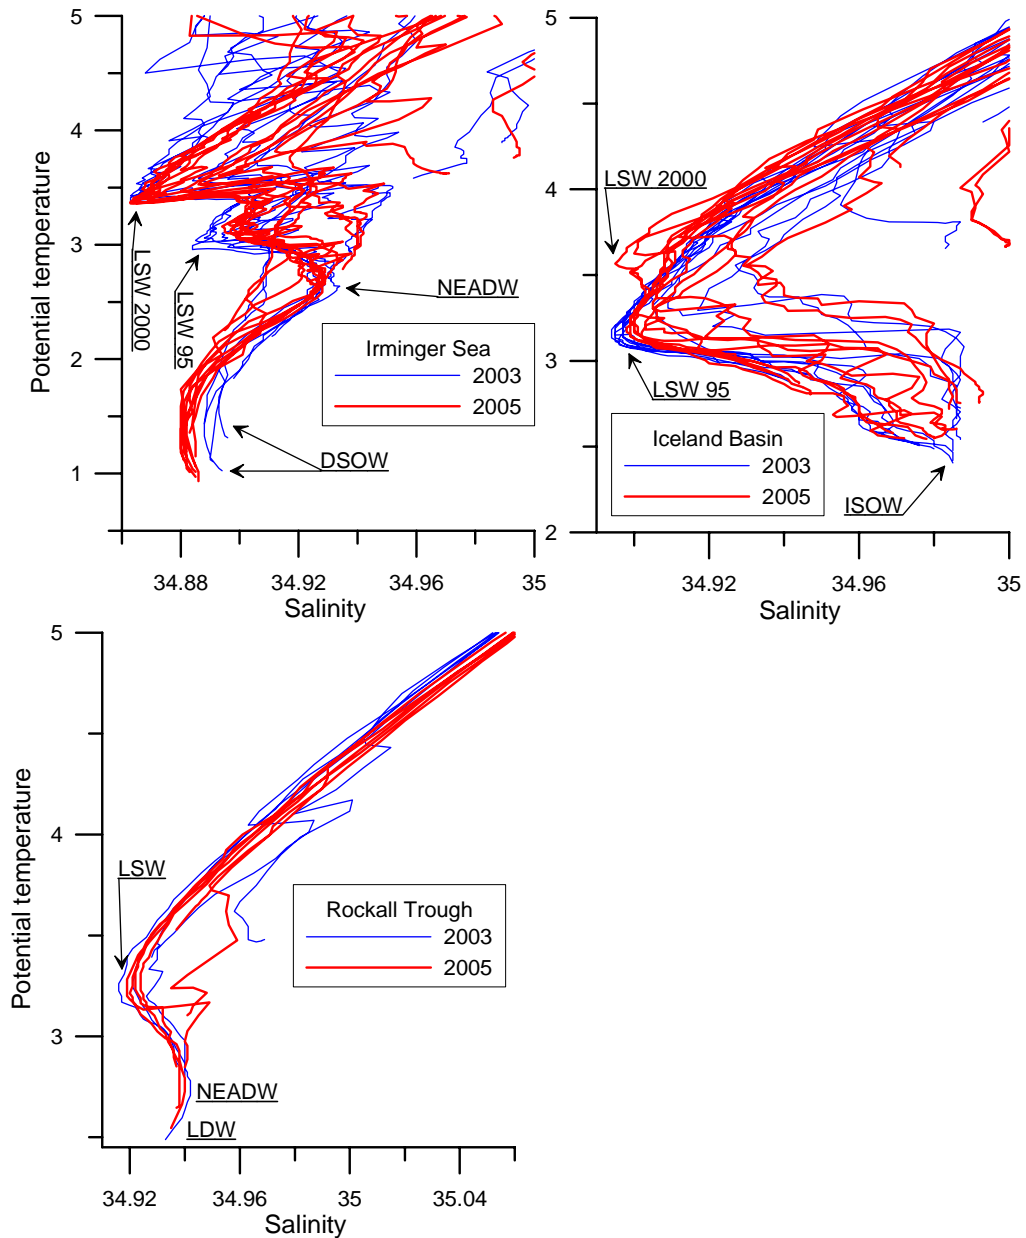 5
4
3
2
1
Potential temperature
LSW 2000
LSW 95
NEADW
Irminger Sea
2003
2005
DSOW
34.88
34.92
34.96
35
Salinity
5
4
3
2
LSW 2000
LSW 95
Iceland Basin
2003
2005
ISOW
34.92
34.96
35
Salinity
5
4
3
Potential temperature
LSW
Rockall Trough
2003
2005
NEADW
LDW
34.92
34.96
35
35.04
Salinity